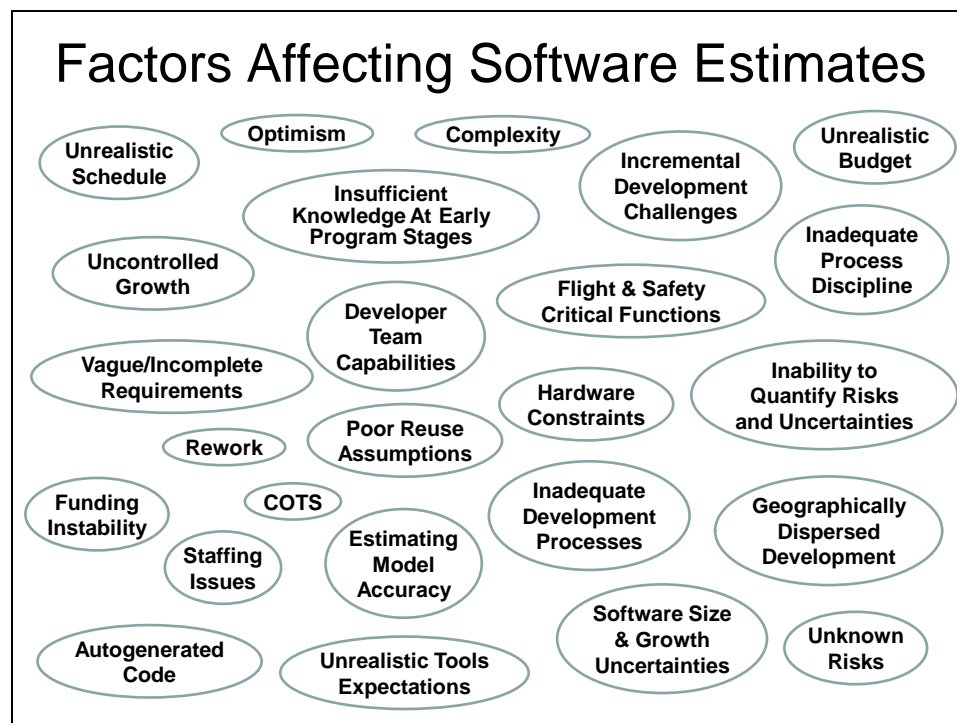 Factors Affecting Software Estimates
Unrealistic
Schedule
Optimism
Complexity
Incremental
Development
Challenges
Unrealistic
Budget
Insufficient
Knowledge At Early
Program Stages
Inadequate
Process
Discipline
Uncontrolled
Growth
Developer
Team
Capabilities
Flight & Safety
Critical Functions
Vague/Incomplete
Requirements
Hardware
Constraints
Inability to
Quantify Risks
and Uncertainties
Rework
Poor Reuse
Assumptions
Funding
Instability
COTS
Inadequate
Development
Processes
Geographically
Dispersed
Development
Staffing
Issues
Estimating
Model
Accuracy
Autogenerated
Code
Unrealistic Tools
Expectations
Software Size
& Growth
Uncertainties
Unknown
Risks